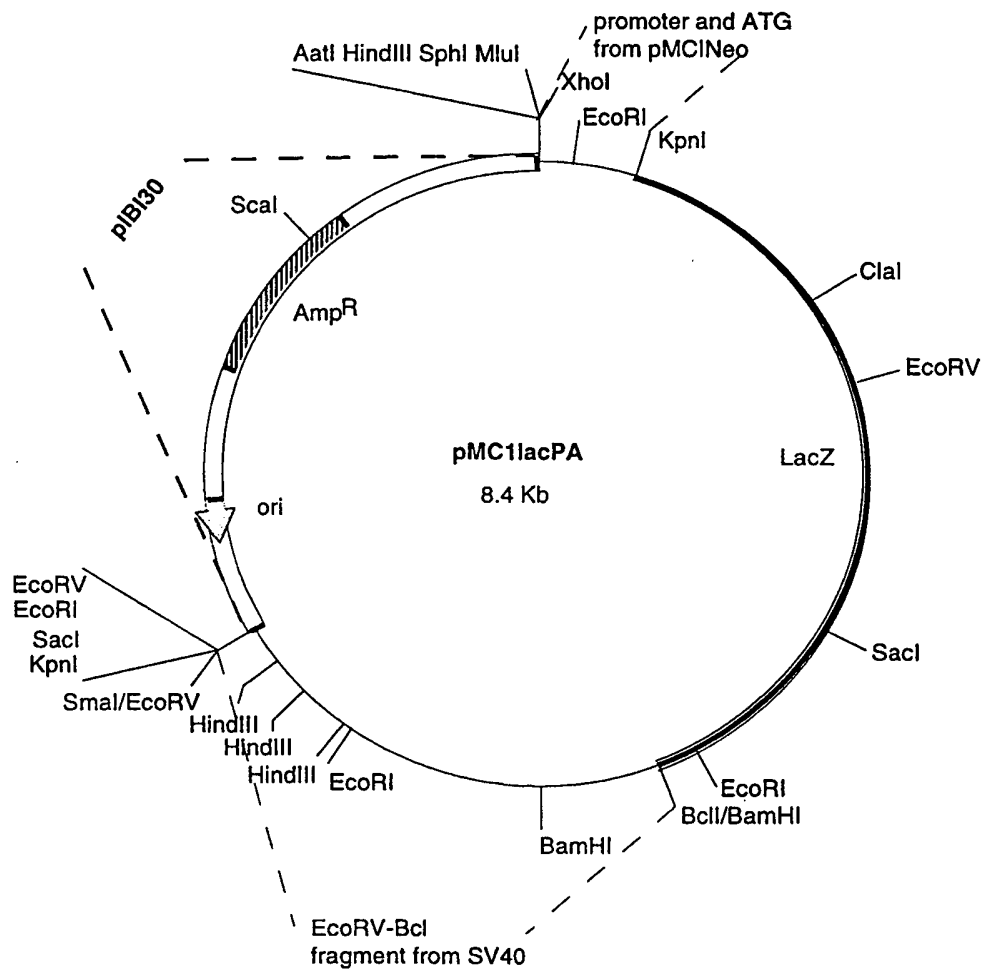 promoter and ATG
from pMCINeo
AatI HindIII SphI MluI
XhoI
EcoRI
KpnI
pIBI30
ScaI
AmpR
ClaI
EcoRV
pMC1lacPA
8.4 Kb
LacZ
ori
EcoRV
EcoRI
SacI
KpnI
SmaI/EcoRV
HindIII
HindIII
HindIII
EcoRI
SacI
EcoRI
BclI/BamHI
BamHI
EcoRV-Bcl
fragment from SV40